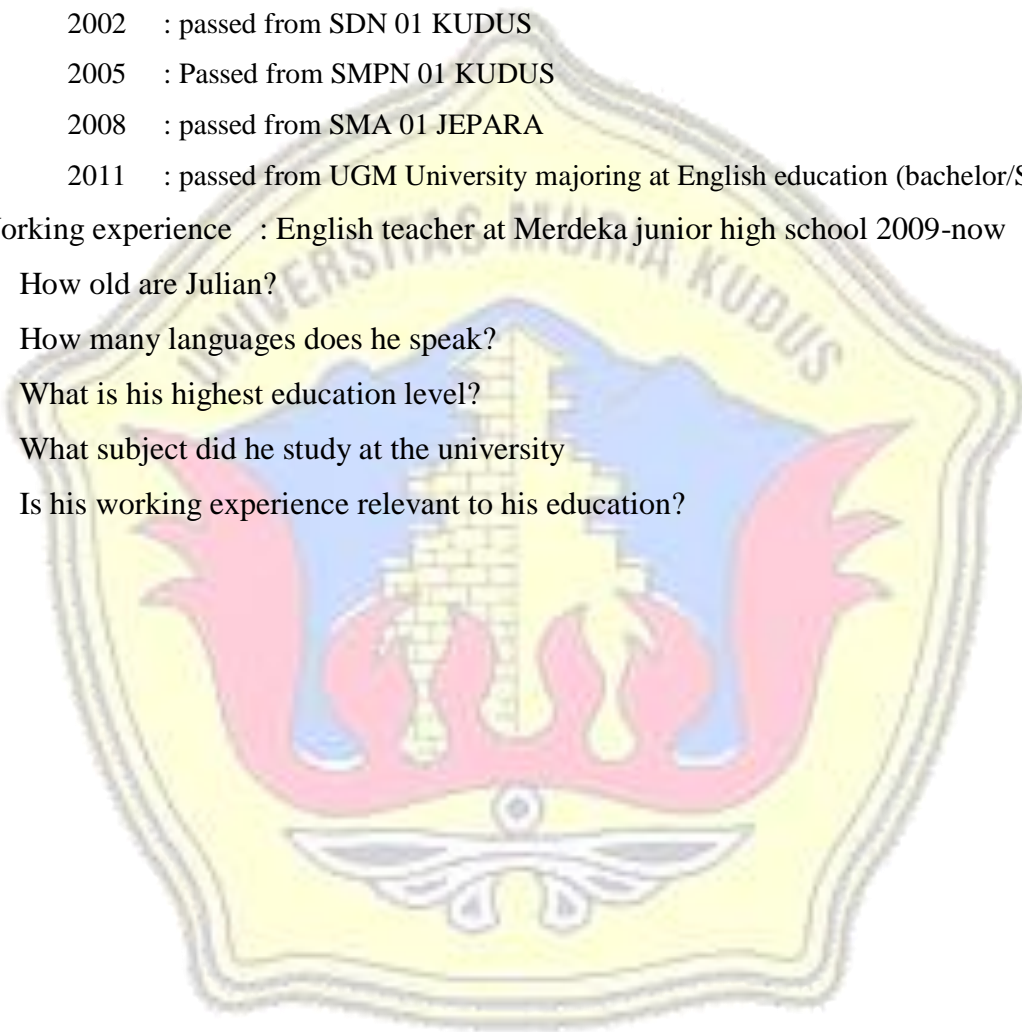 2002 : passed from SDN 01 KUDUS
2005 : Passed from SMPN 01 KUDUS
2008 : passed from SMA 01 JEPARA
2011 : passed from UGM University majoring at English education (bachelor/S
orking experience : English teacher at Merdeka junior high school 2009-now
How old are Julian?
How many languages does he speak?
What is his highest education level?
What subject did he study at the university
Is his working experience relevant to his education?
UNIVERSITAS MURIA KUDUS